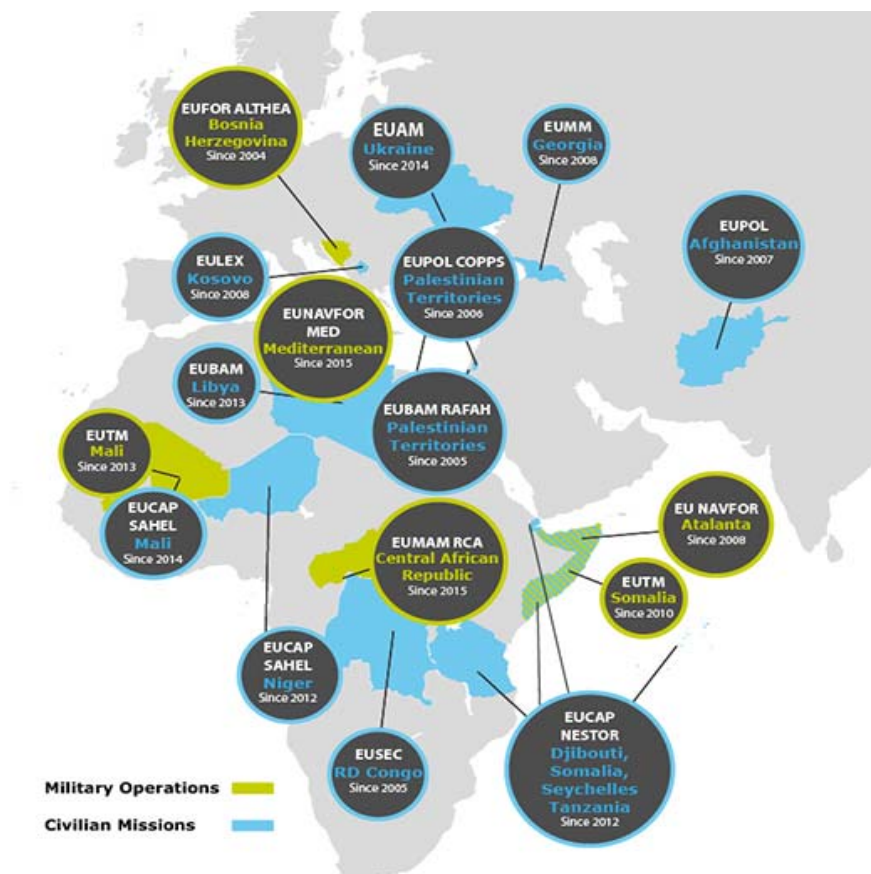 EUFOR ALTHEA
Bosnia
Herzegovina
Since 2004
EUAM
Ukraine
Since 2014
EUMM
Georgia
Since 2008
EUPOL
Afghanistan
Since 2007
EULEX
Kosovo
Since 2008
EUPOL COPPS
Palestinian
Territories
Since 2006
EUNAVFOR
MED
Mediterranean
Since 2015
EUBAM
Libya
Since 2013
EUBAM RAFAH
Palestinian
Territories
Since 2005
EUTM
Mali
Since 2013
EUCAP
SAHEL
Mali
Since 2014
EUMAM RCA
Central African
Republic
Since 2015
EU NAVFOR
Atalanta
Since 2008
EUTM
Somalia
Since 2010
EUCAP
SAHEL
Niger
Since 2012
EUSEC
RD Congo
Since 2005
EUCAP
NESTOR
Djibouti,
Somalia,
Seychelles
Tanzania
Since 2012
Military Operations
Civilian Missions